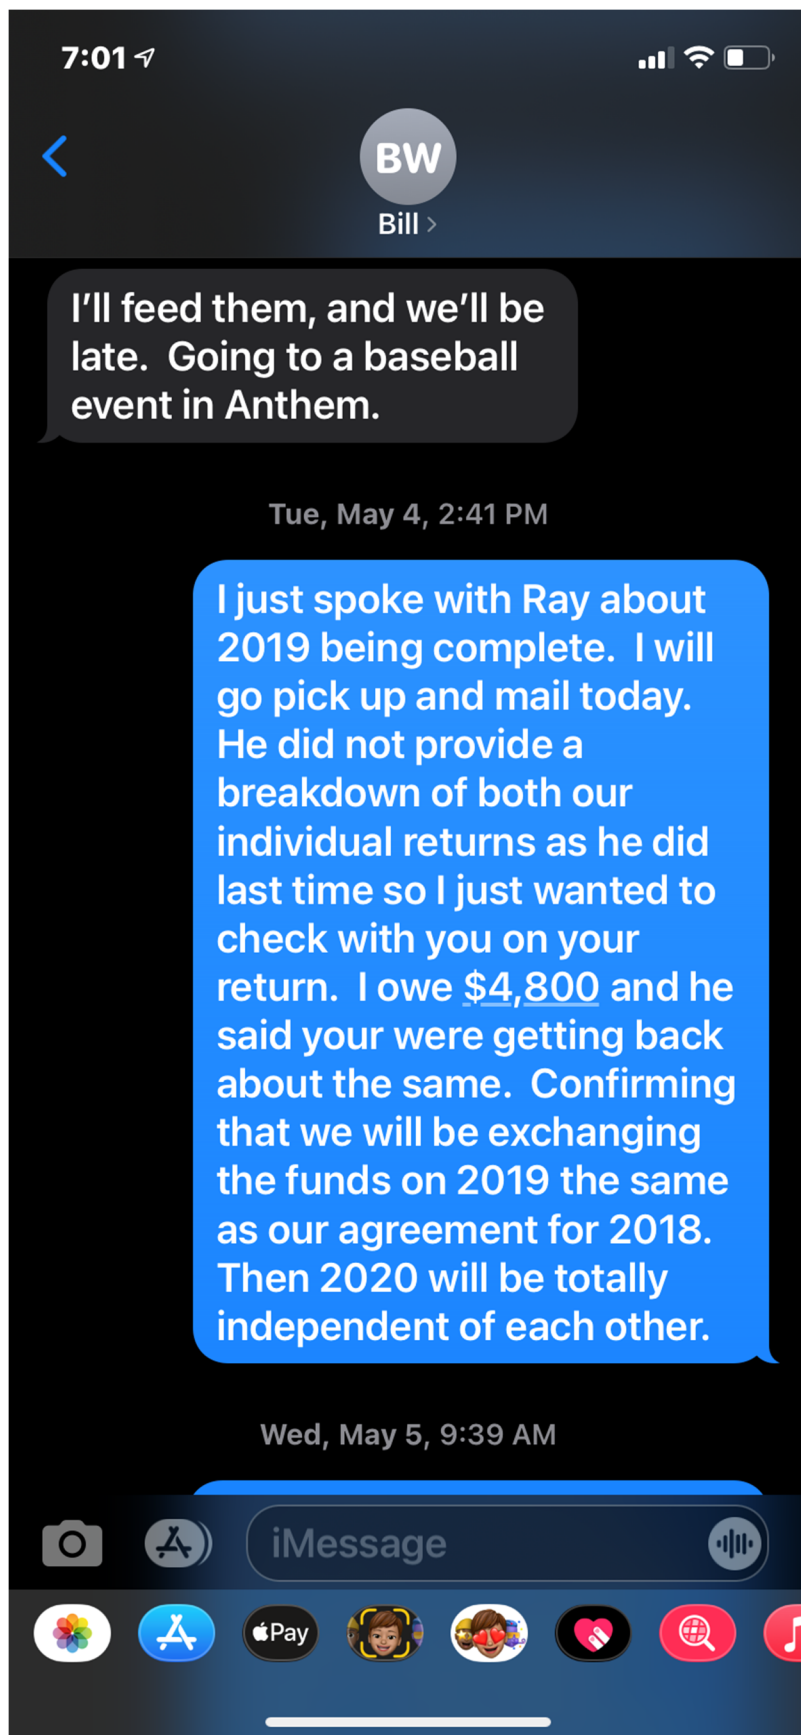 7:01
BW
Bill
I'll feed them, and we'll be
late.  Going to a baseball
event in Anthem.
Tue, May 4, 2:41 PM
I just spoke with Ray about
2019 being complete.  I will
go pick up and mail today.
He did not provide a
breakdown of both our
individual returns as he did
last time so I just wanted to
check with you on your
return.  I owe $4,800 and he
said your were getting back
about the same.  Confirming
that we will be exchanging
the funds on 2019 the same
as our agreement for 2018.
Then 2020 will be totally
independent of each other.
Wed, May 5, 9:39 AM
iMessage
Pay